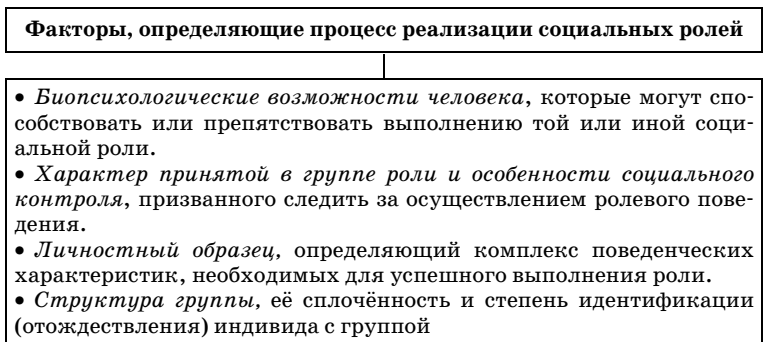 Факторы, определяющие процесс реализации социальных ролей
• Биопсихологические возможности человека, которые могут спо-
собствовать или препятствовать выполнению той или иной соци-
альной роли.
• Характер принятой в группе роли и особенности социального
контроля, призванного следить за осуществлением ролевого пове-
дения.
• Личностный образец, определяющий комплекс поведенческих
характеристик, необходимых для успешного выполнения роли.
• Структура группы, её сплочённость и степень идентификации
(отождествления) индивида с группой